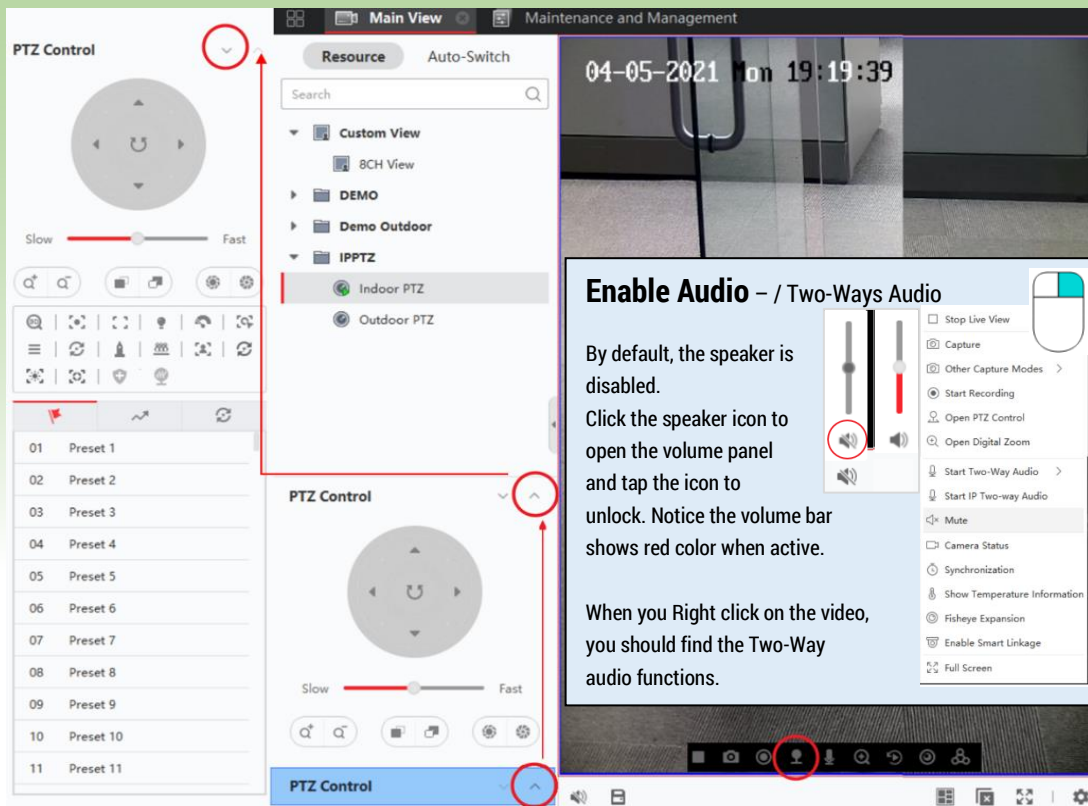 Main View
Maintenance and Management
PTZ Control
Slow
Fast
01 Preset 1
02 Preset 2
03 Preset 3
04 Preset 4
05 Preset 5
06 Preset 6
07 Preset 7
08 Preset 8
09 Preset 9
10 Preset 10
11 Preset 11
Resource
Auto-Switch
Search
Custom View
8CH View
DEMO
Demo Outdoor
IPPTZ
Indoor PTZ
Outdoor PTZ
PTZ Control
Slow
Fast
PTZ Control
04-05-2021 Mon 19:19:39
Enable Audio – / Two-Ways Audio
By default, the speaker is
disabled.
Click the speaker icon to
open the volume panel
and tap the icon to
unlock. Notice the volume bar
shows red color when active.
When you Right click on the video,
you should find the Two-Way
audio functions.
Stop Live View
Capture
Other Capture Modes
Start Recording
Open PTZ Control
Open Digital Zoom
Start Two-Way Audio
Start IP Two-way Audio
Mute
Camera Status
Synchronization
Show Temperature Information
Fisheye Expansion
Enable Smart Linkage
Full Screen